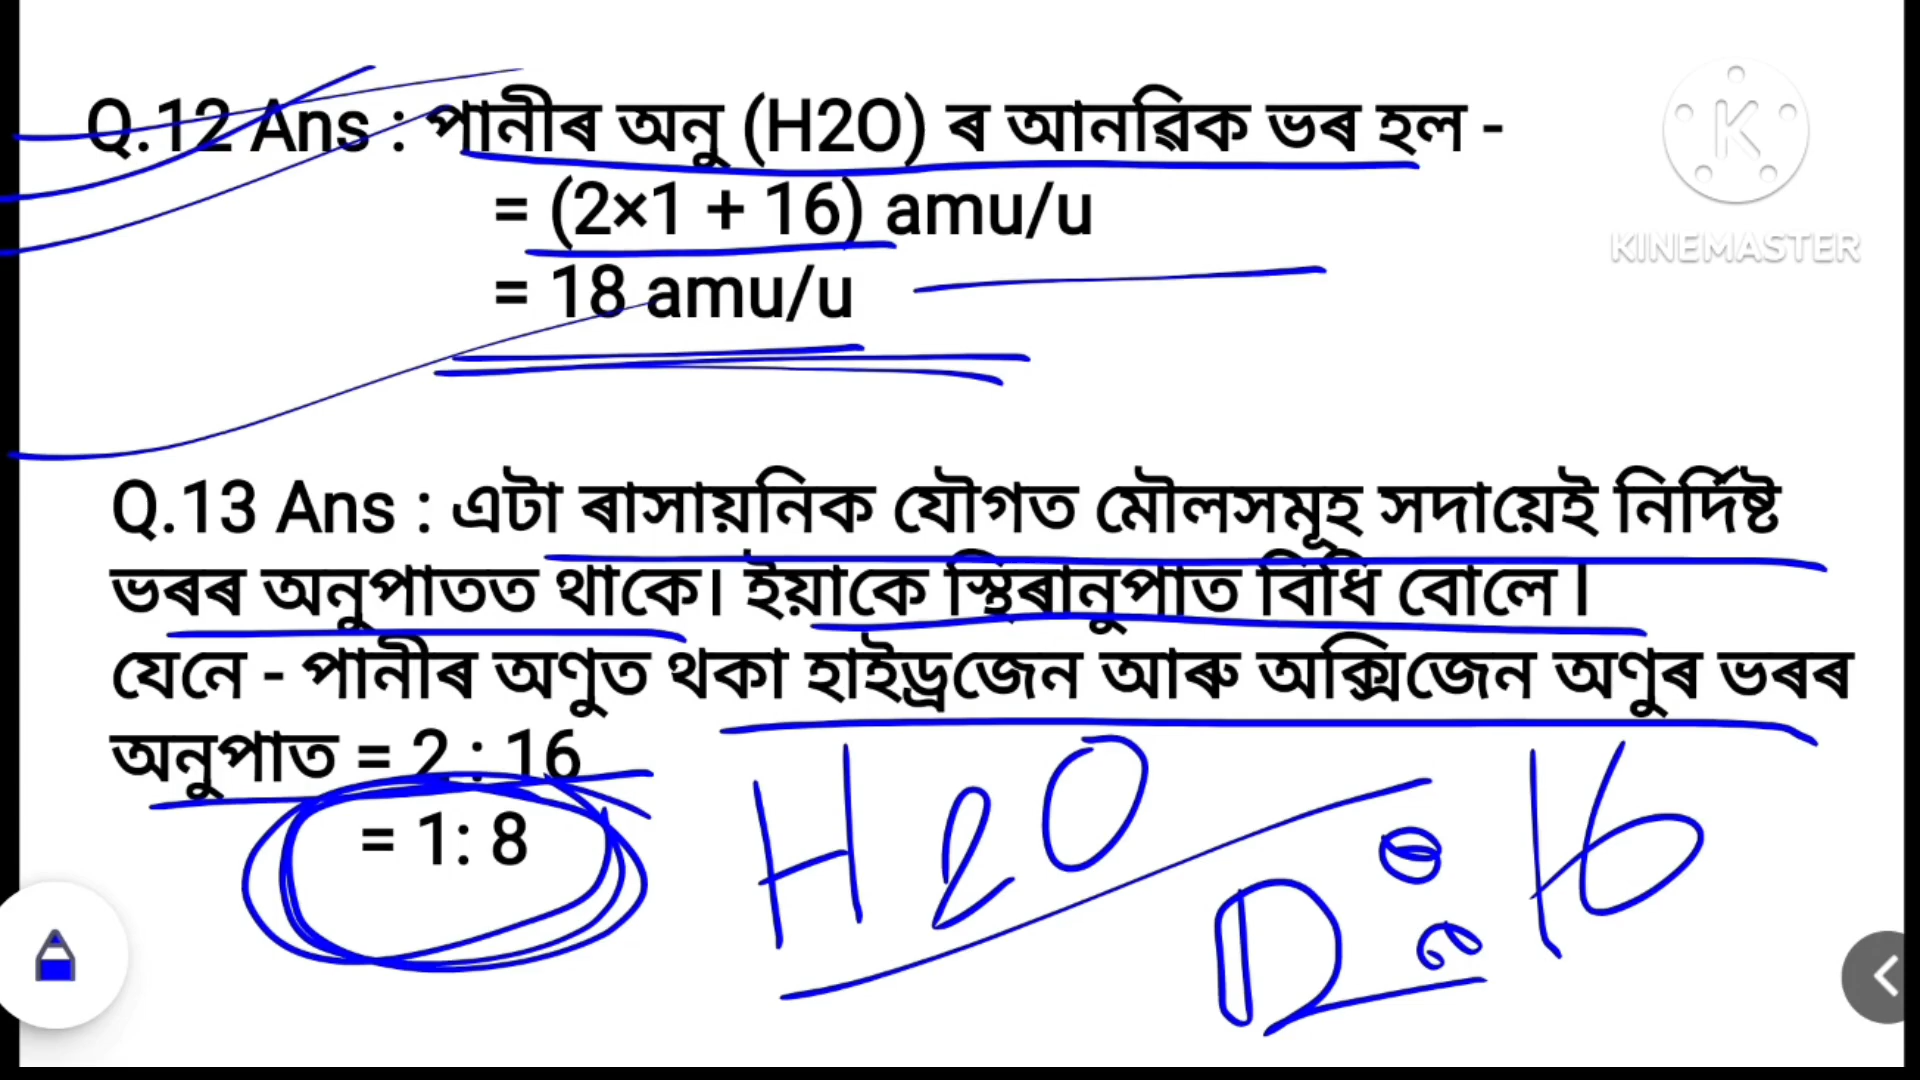 Q.12 Ans : পানীৰ অনু (H2O) ৰ আনৱিক ভৰ হল -
= (2×1 + 16) amu/u
= 18 amu/u
K
KINEMASTER
Q.13 Ans : এটা ৰাসায়নিক যৌগত মৌলসমূহ সদায়েই নিৰ্দিষ্ট
ভৰৰ অনুপাতত থাকে। ইয়াকে স্থিৰানুপাত বিধি বোলে।
যেনে - পানীৰ অণুত থকা হাইড্ৰজেন আৰু অক্সিজেন অণুৰ ভৰৰ
অনুপাত = 2 : 16
= 1: 8
H2O
2 : 16